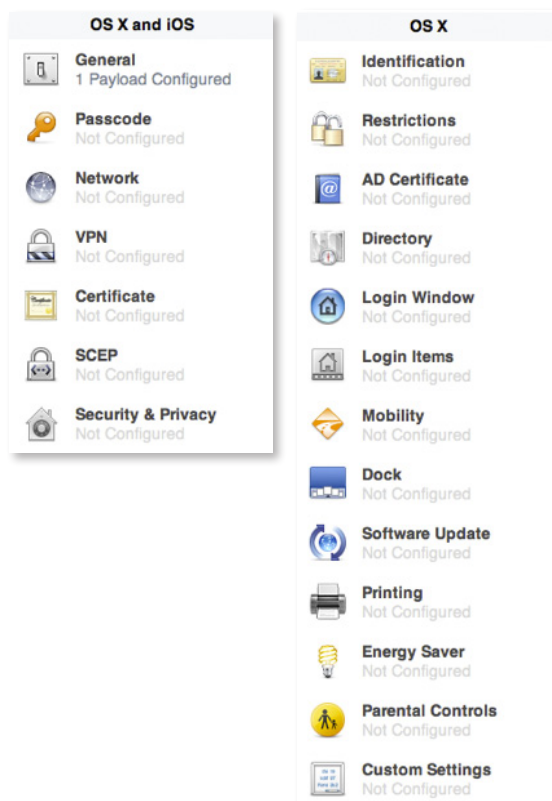 OS X and iOS
General
1 Payload Configured
Passcode
Not Configured
Network
Not Configured
VPN
Not Configured
Certificate
Not Configured
SCEP
Not Configured
Security & Privacy
Not Configured
OS X
Identification
Not Configured
Restrictions
Not Configured
AD Certificate
Not Configured
Directory
Not Configured
Login Window
Not Configured
Login Items
Not Configured
Mobility
Not Configured
Dock
Not Configured
Software Update
Not Configured
Printing
Not Configured
Energy Saver
Not Configured
Parental Controls
Not Configured
Custom Settings
Not Configured